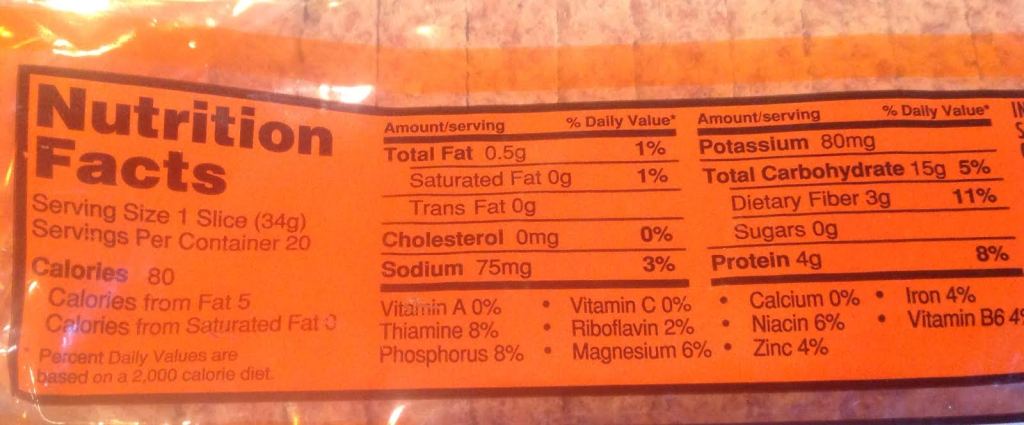 Nutrition
Facts
Serving Size 1 Slice (34g)
Servings Per Container 20
Calories 80
Calories from Fat 5
Calories from Saturated Fat 0
* Percent Daily Values are
based on a 2,000 calorie diet.
Amount/serving % Daily Value*
Total Fat 0.5g 1%
Saturated Fat 0g 1%
Trans Fat 0g
Cholesterol 0mg 0%
Sodium 75mg 3%
Amount/serving % Daily Value*
Potassium 80mg
Total Carbohydrate 15g 5%
Dietary Fiber 3g 11%
Sugars 0g
Protein 4g 8%
Vitamin A 0% • Vitamin C 0% • Calcium 0% • Iron 4%
Thiamine 8% • Riboflavin 2% • Niacin 6% • Vitamin B6 4%
Phosphorus 8% • Magnesium 6% • Zinc 4%